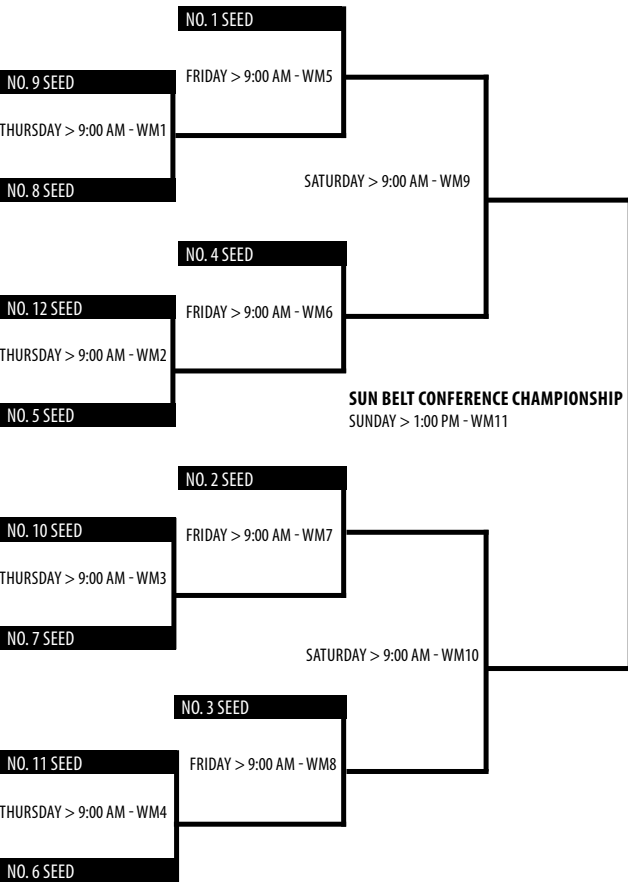 NO. 1 SEED
FRIDAY > 9:00 AM - WM5
NO. 9 SEED
THURSDAY > 9:00 AM - WM1
NO. 8 SEED
SATURDAY > 9:00 AM - WM9
NO. 4 SEED
NO. 12 SEED
FRIDAY > 9:00 AM - WM6
THURSDAY > 9:00 AM - WM2
NO. 5 SEED
SUN BELT CONFERENCE CHAMPIONSHIP
SUNDAY > 1:00 PM - WM11
NO. 2 SEED
NO. 10 SEED
FRIDAY > 9:00 AM - WM7
THURSDAY > 9:00 AM - WM3
NO. 7 SEED
SATURDAY > 9:00 AM - WM10
NO. 3 SEED
NO. 11 SEED
FRIDAY > 9:00 AM - WM8
THURSDAY > 9:00 AM - WM4
NO. 6 SEED